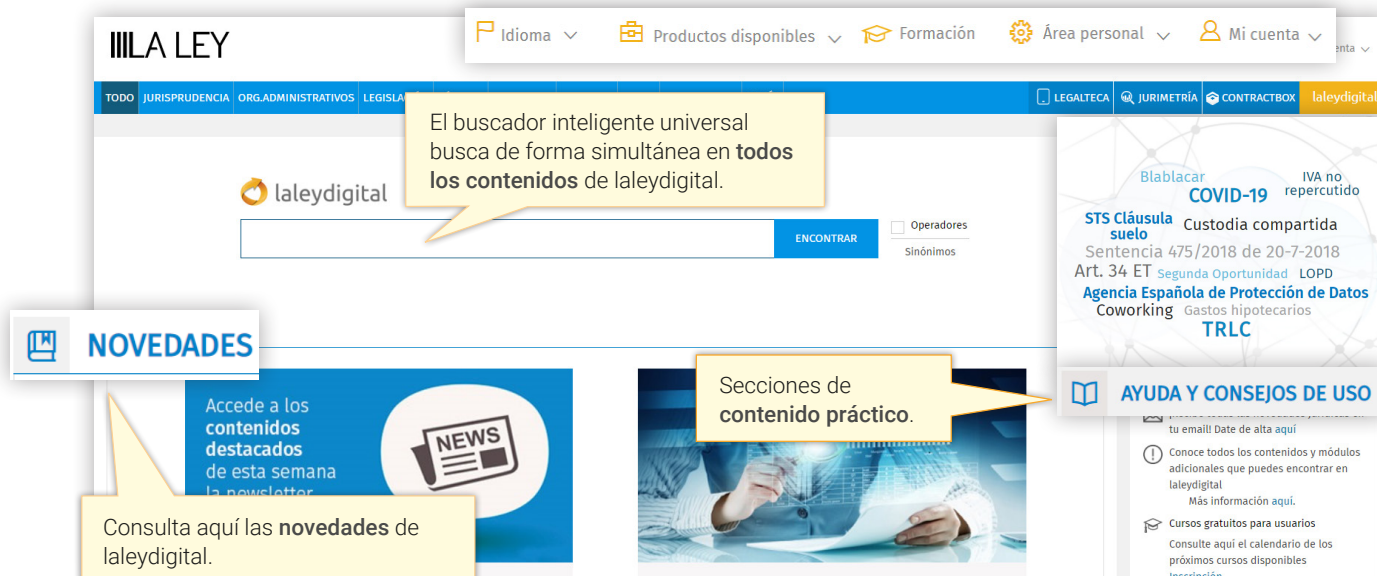 LA LEY
Idioma
Productos disponibles
Formación
Área personal
Mi cuenta
enta
TODO JURISPRUDENCIA ORG.ADMINISTRATIVOS
LEGALTECA JURIMETRÍA CONTRACTBOX laleydigital
El buscador inteligente universal
busca de forma simultánea en todos
los contenidos de laleydigital.
laleydigital
ENCONTRAR
Operadores
Sinónimos
Blablacar
IVA no
repercutido
COVID-19
STS Cláusula
suelo
Custodia compartida
Sentencia 475/2018 de 20-7-2018
Art. 34 ET Segunda Oportunidad LOPD
Agencia Española de Protección de Datos
Coworking Gastos hipotecarios
TRLC
NOVEDADES
Accede a los
contenidos
destacados
de esta semana
la newsletter
NEWS
Secciones de
contenido práctico.
AYUDA Y CONSEJOS DE USO
tu email! Date de alta aquí
Conoce todos los contenidos y módulos
adicionales que puedes encontrar en
laleydigital
Más información aquí.
Cursos gratuitos para usuarios
Consulte aquí el calendario de los
próximos cursos disponibles
Inscripción
Consulta aquí las novedades de
laleydigital.